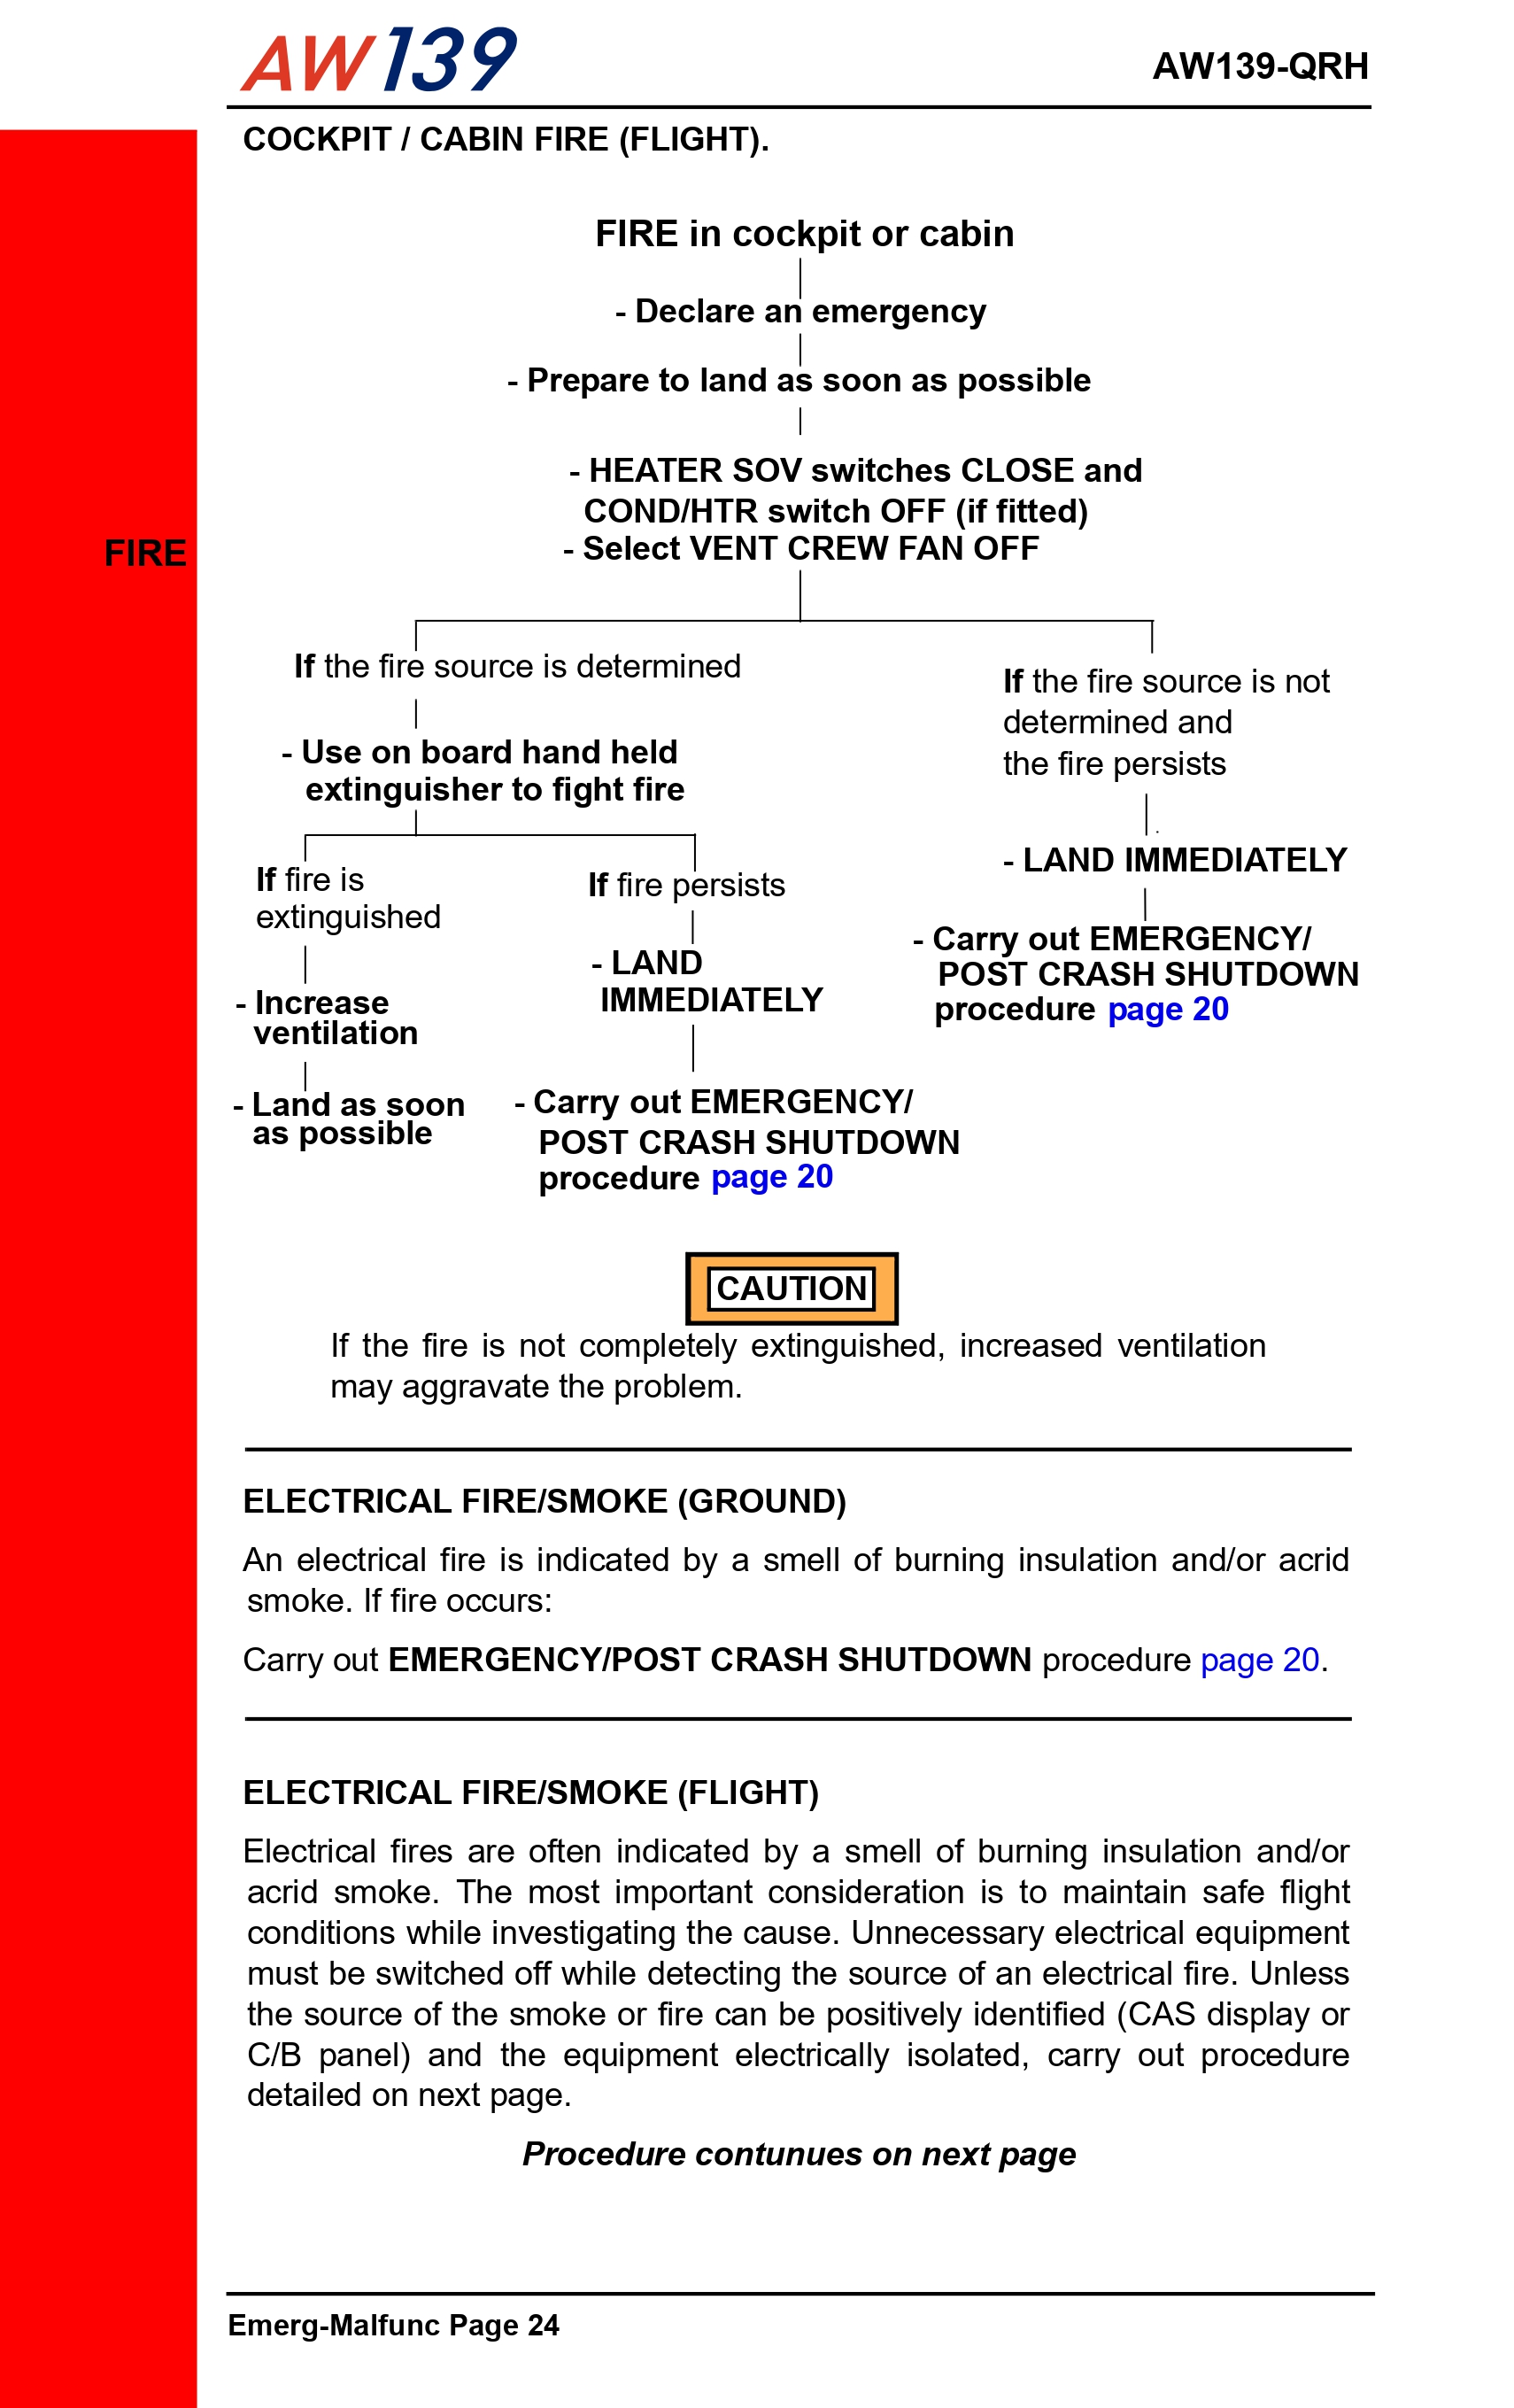 AW139
AW139-QRH
COCKPIT / CABIN FIRE (FLIGHT).
FIRE in cockpit or cabin
- Declare an emergency
- Prepare to land as soon as possible
- HEATER SOV switches CLOSE and
COND/HTR switch OFF (if fitted)
- Select VENT CREW FAN OFF
FIRE
If the fire source is determined
- Use on board hand held
extinguisher to fight fire
If fire is
extinguished
- Increase
ventilation
- Land as soon
as possible
If fire persists
- LAND
IMMEDIATELY
- Carry out EMERGENCY/
POST CRASH SHUTDOWN
procedure page 20
If the fire source is not
determined and
the fire persists
- LAND IMMEDIATELY
- Carry out EMERGENCY/
POST CRASH SHUTDOWN
procedure page 20
CAUTION
If the fire is not completely extinguished, increased ventilation
may aggravate the problem.
ELECTRICAL FIRE/SMOKE (GROUND)
An electrical fire is indicated by a smell of burning insulation and/or acrid
smoke. If fire occurs:
Carry out EMERGENCY/POST CRASH SHUTDOWN procedure page 20.
ELECTRICAL FIRE/SMOKE (FLIGHT)
Electrical fires are often indicated by a smell of burning insulation and/or
acrid smoke. The most important consideration is to maintain safe flight
conditions while investigating the cause. Unnecessary electrical equipment
must be switched off while detecting the source of an electrical fire. Unless
the source of the smoke or fire can be positively identified (CAS display or
C/B panel) and the equipment electrically isolated, carry out procedure
detailed on next page.
Procedure contunues on next page
Emerg-Malfunc Page 24